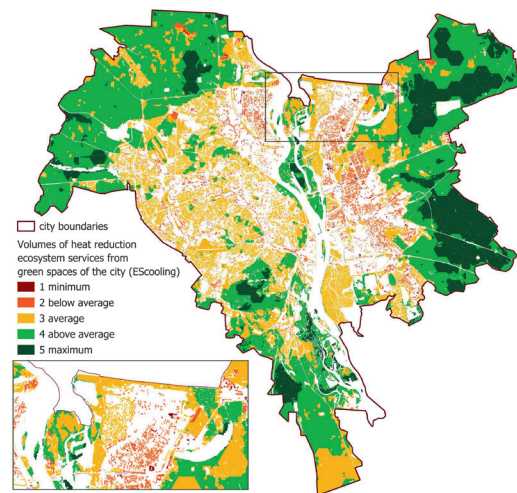 city boundaries
Volumes of heat reduction
ecosystem services from
green spaces of the city (EScooling)
1 minimum
2 below average
3 average
4 above average
5 maximum